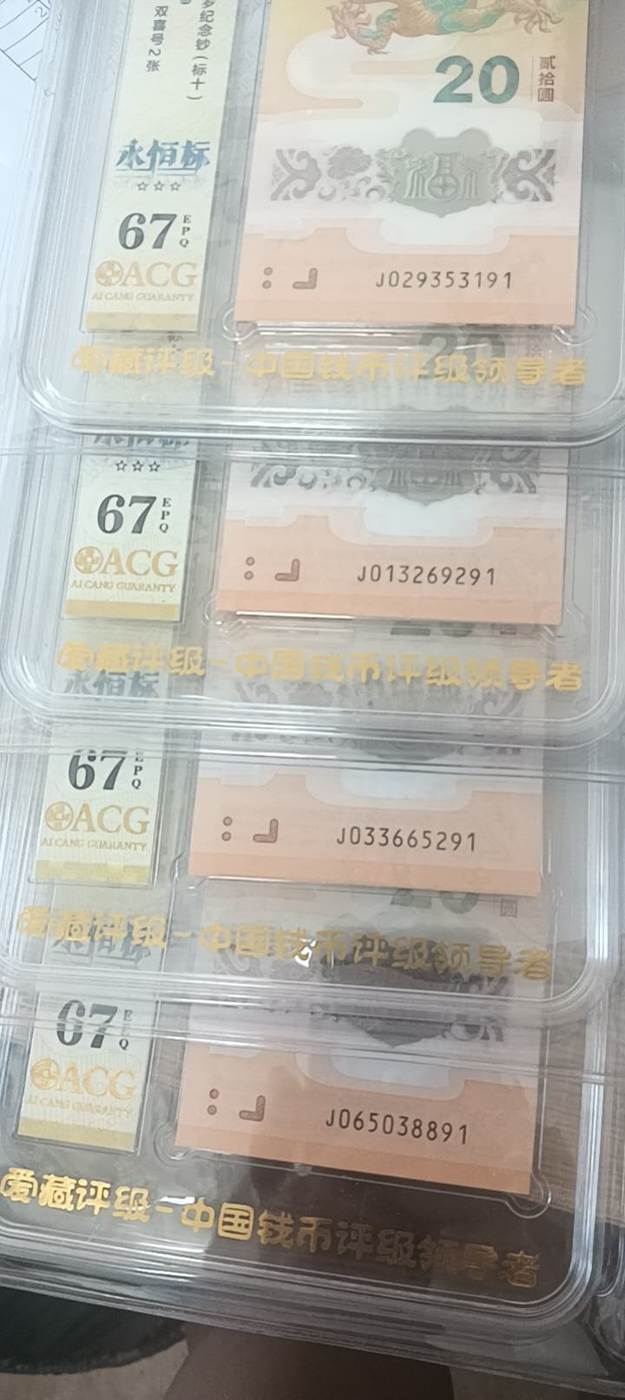 岁纪念钞（标十）
双喜号2张
20
贰拾圆
永恒标
☆☆☆
67 EPQ
ACG
AI CANG GUARANTY
福
J029353191
爱藏评级-中国钱币评级领导者
☆☆☆
67 EPQ
ACG
AI CANG GUARANTY
J013269291
爱藏评级-中国钱币评级领导者
永恒标
67 EPQ
ACG
AI CANG GUARANTY
J033665291
圆
爱藏评级-中国钱币评级领导者
永恒标
67 EPQ
ACG
AI CANG GUARANTY
J065038891
爱藏评级-中国钱币评级领导者